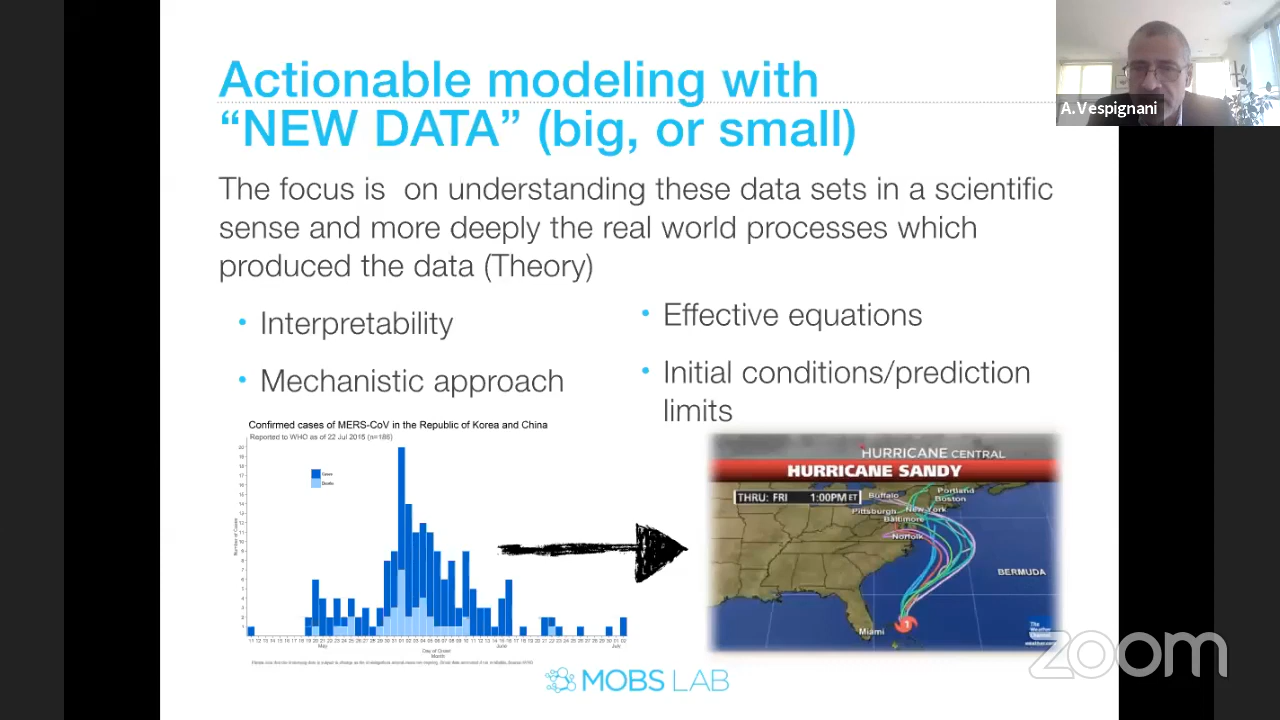 Actionable modeling with
“NEW DATA” (big, or small)
A.Vespignani
The focus is on understanding these data sets in a scientific
sense and more deeply the real world processes which
produced the data (Theory)
• Interpretability
• Mechanistic approach
• Effective equations
• Initial conditions/prediction
limits
Confirmed cases of MERS-CoV in the Republic of Korea and China
Reported to WHO as of 22 Jul 2015 (n=186)
Deaths
Number of Cases
May
June
July
Day of Onset
Month
HURRICANE CENTRAL
HURRICANE SANDY
THRU: FRI 1:00PM ET
Buffalo
Portland
Boston
Pittsburgh
New York
Baltimore
Norfolk
BERMUDA
Miami
The
Weather
Channel
MOBS LAB
zoom